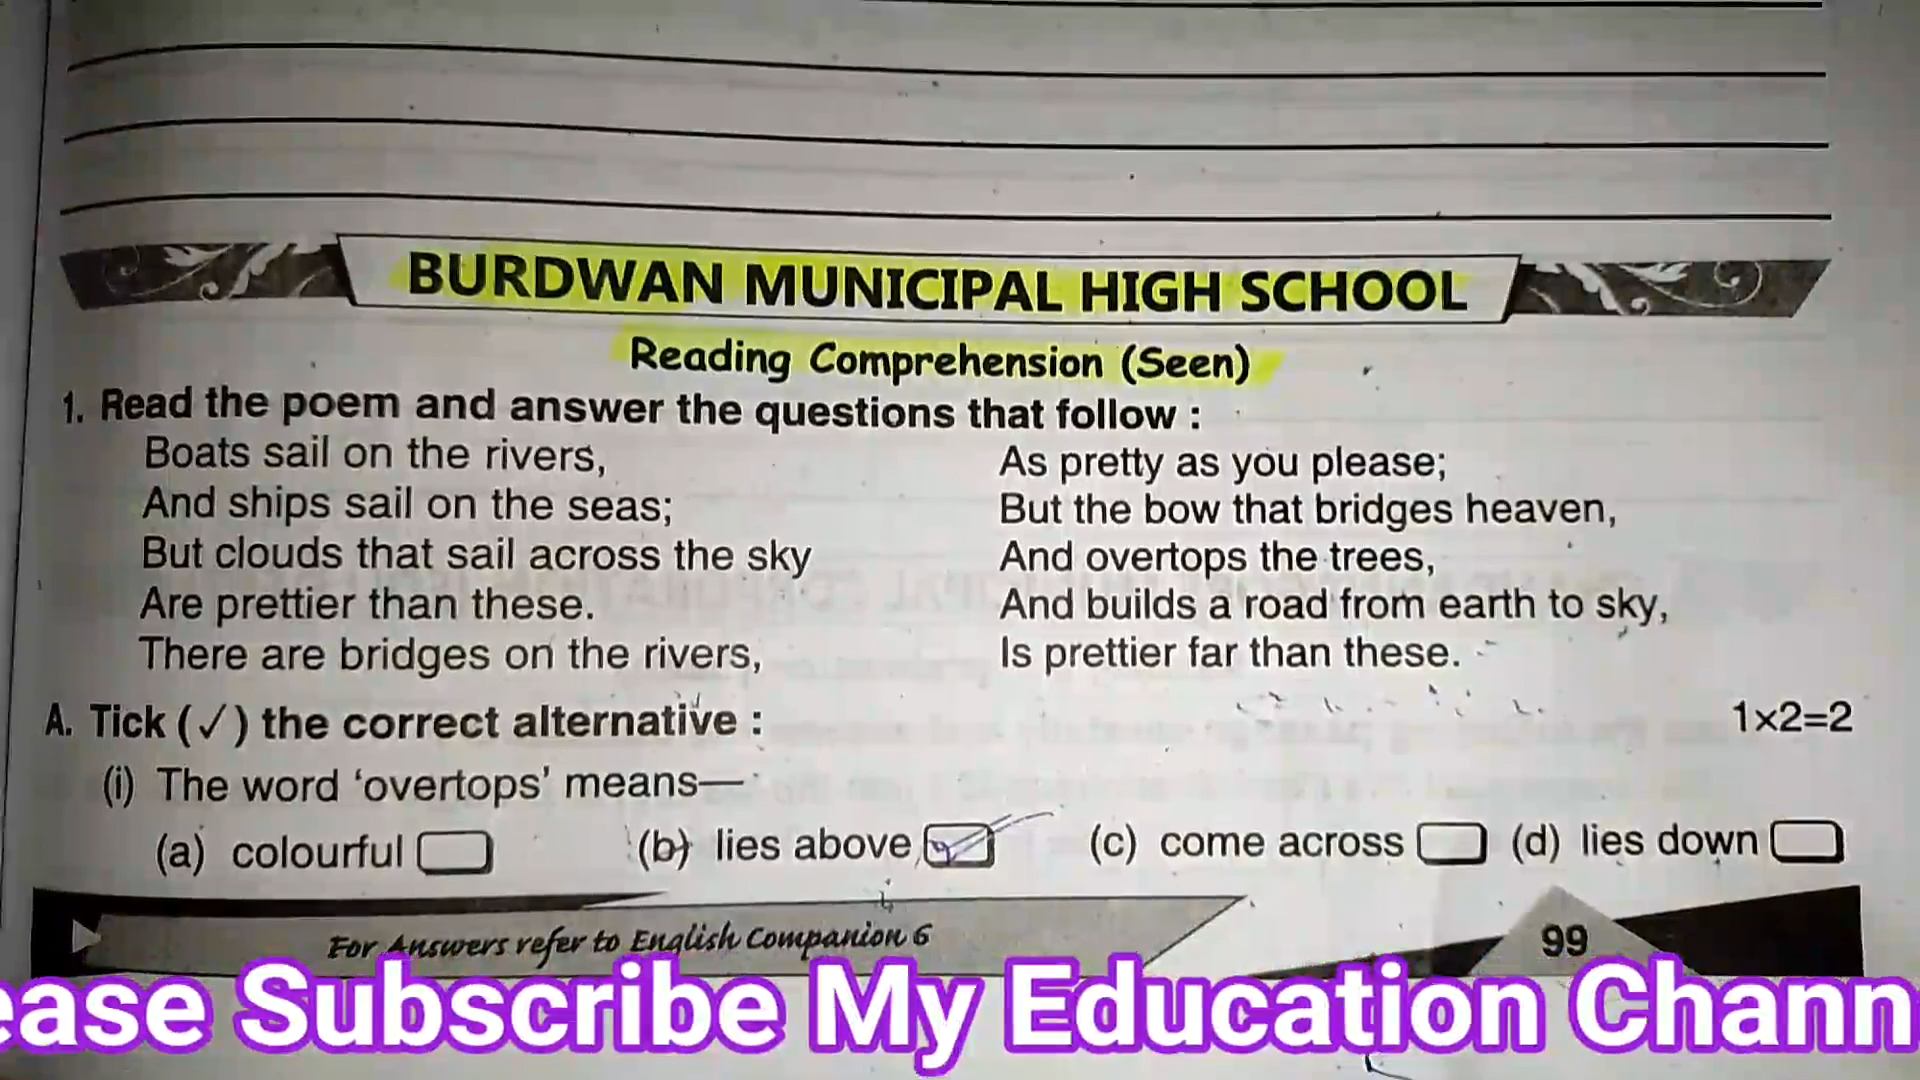 BURDWAN MUNICIPAL HIGH SCHOOL
Reading Comprehension (Seen)
1. Read the poem and answer the questions that follow :
Boats sail on the rivers,
And ships sail on the seas;
But clouds that sail across the sky
Are prettier than these.
There are bridges on the rivers,
As pretty as you please;
But the bow that bridges heaven,
And overtops the trees,
And builds a road from earth to sky,
Is prettier far than these.
A. Tick (✓) the correct alternative : 1×2=2
(i) The word ‘overtops’ means—
(a) colourful (b) lies above (c) come across (d) lies down
For Answers refer to English Companion 6
99
ease Subscribe My Education Chann